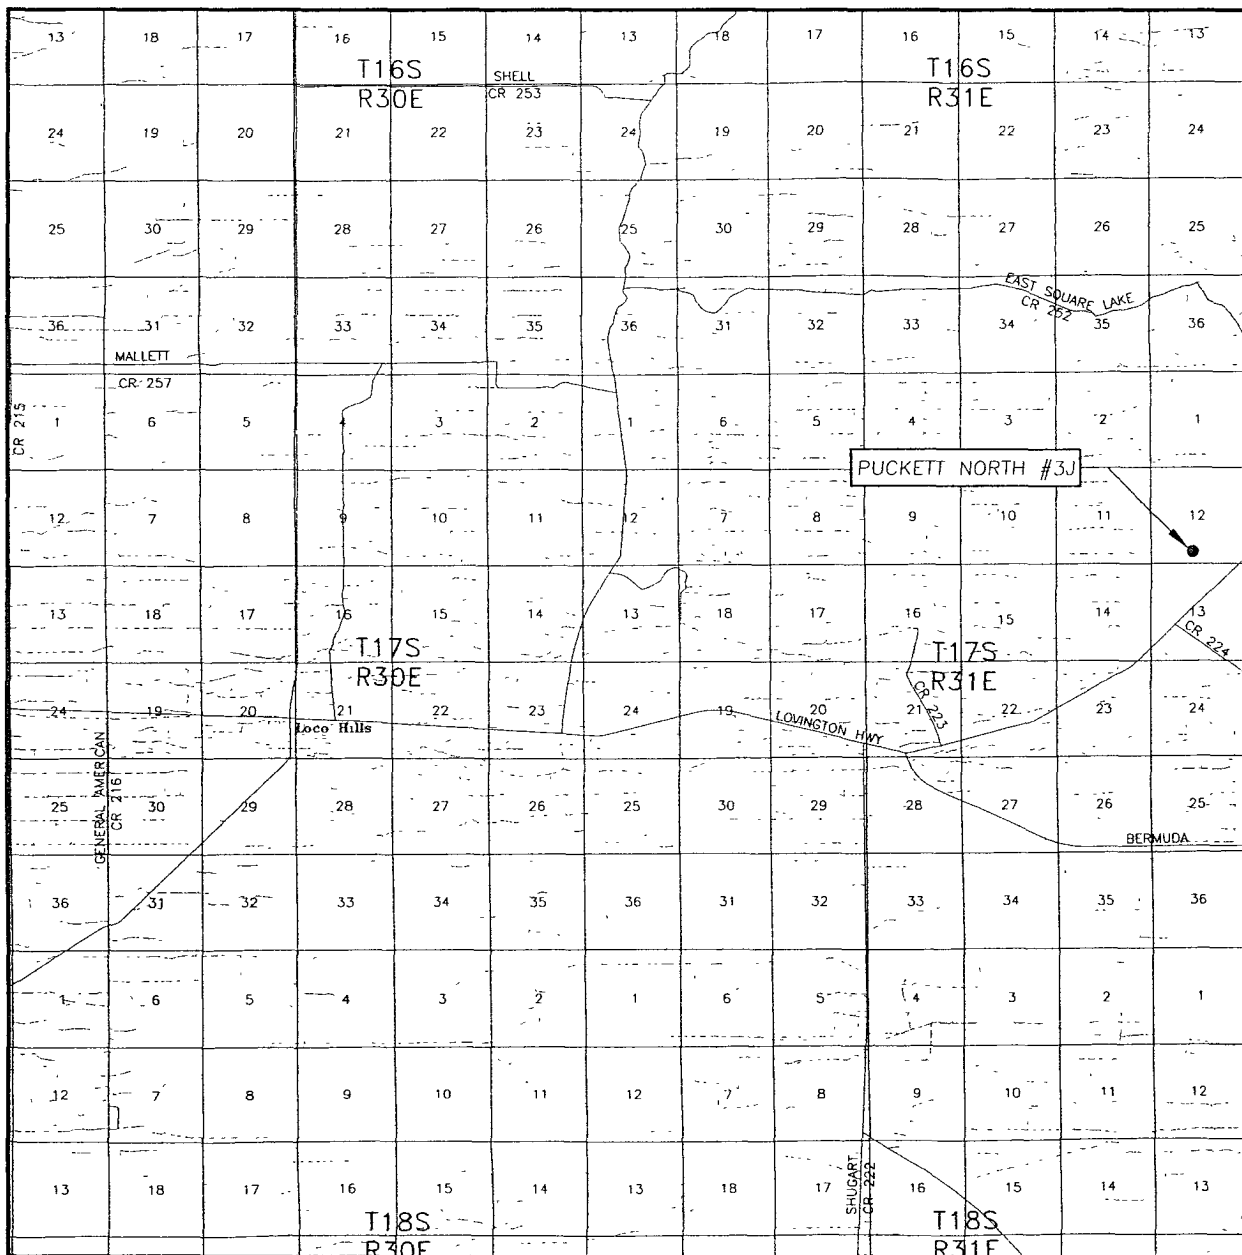 13 18 17 16 15 14 13 18 17 16 15 14 13
T16S T16S
R30E R31E
SHELL
CR 253
24 19 20 21 22 23 24 19 20 21 22 23 24
25 30 29 28 27 26 25 30 29 28 27 26 25
EAST SQUARE LAKE
CR 252
36 31 32 33 34 35 36 31 32 33 34 35 36
MALLETT
CR 257
CR 215
1 6 5 4 3 2 1 6 5 4 3 2 1
PUCKETT NORTH #3J
12 7 8 9 10 11 12 7 8 9 10 11 12
13 18 17 16 15 14 13 18 17 16 15 14 13
CR 224
T17S T17S
R30E R31E
CR 223
24 19 20 21 22 23 24 19 20 21 22 23 24
Loco Hills
LOVINGTON HWY
GENERAL AMERICAN
CR 216
25 30 29 28 27 26 25 30 29 28 27 26 25
BERMUDA
36 31 32 33 34 35 36 31 32 33 34 35 36
1 6 5 4 3 2 1 6 5 4 3 2 1
12 7 8 9 10 11 12 7 8 9 10 11 12
SHUGART
CR 222
13 18 17 16 15 14 13 18 17 16 15 14 13
T18S T18S
R30E R31E